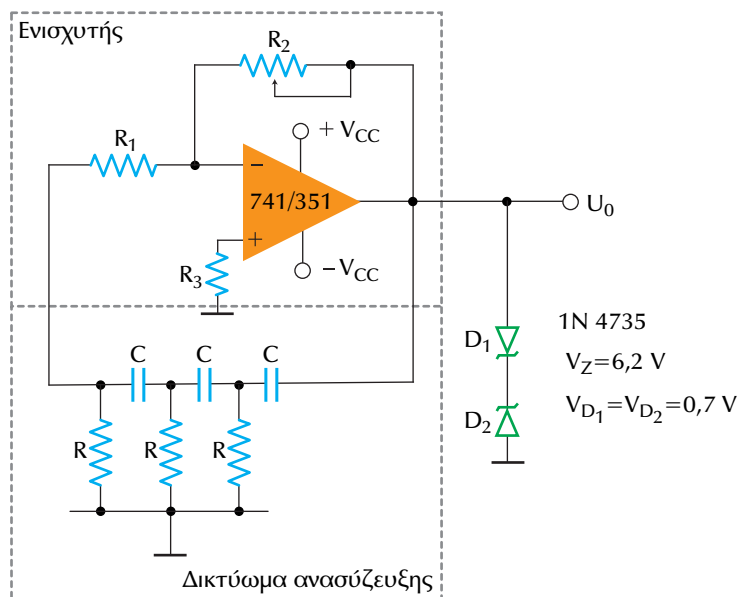 Ενισχυτής
R2
R1
+ VCC
−
741/351
+
− VCC
R3
U0
C C C
R R R
D1
D2
1N 4735
VZ=6,2 V
VD1=VD2=0,7 V
Δικτύωμα ανασύζευξης